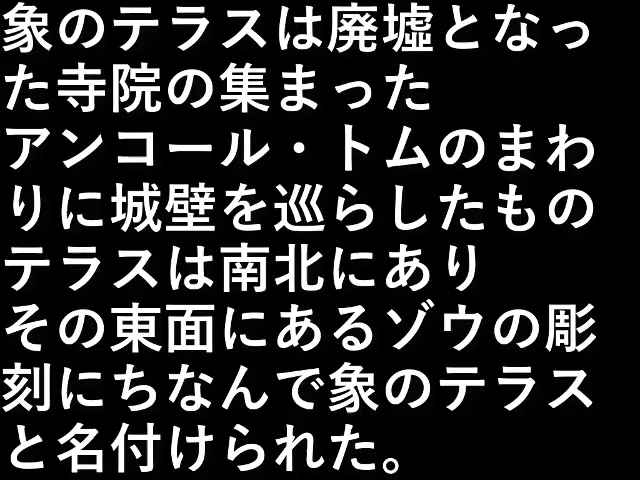 象のテラスは廃墟となっ
た寺院の集まった
アンコール・トムのまわ
りに城壁を巡らしたもの
テラスは南北にあり
その東面にあるゾウの彫
刻にちなんで象のテラス
と名付けられた。